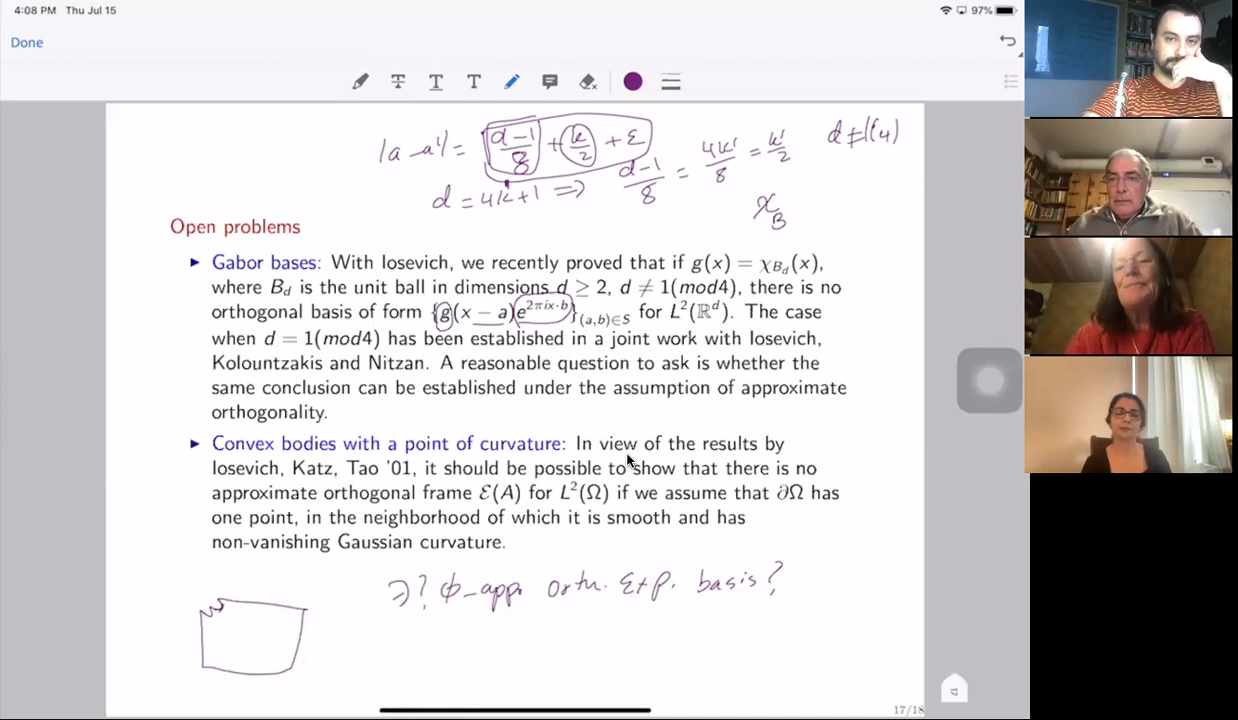 4:08 PM Thu Jul 15
97%
Done
|a - a'| = d-1/8 + k/2 + ε
d ≠ 1(4)
d = 4k+1 ⇒ d-1/8 = 4k'/8 = k'/2
χ_B
Open problems
▶ Gabor bases: With Iosevich, we recently proved that if g(x) = χ_{B_d}(x),
where B_d is the unit ball in dimensions d ≥ 2, d ≠ 1(mod4), there is no
orthogonal basis of form {g(x − a)e^{2πix·b}}_{(a,b)∈S} for L²(ℝ^d). The case
when d = 1(mod4) has been established in a joint work with Iosevich,
Kolountzakis and Nitzan. A reasonable question to ask is whether the
same conclusion can be established under the assumption of approximate
orthogonality.
▶ Convex bodies with a point of curvature: In view of the results by
Iosevich, Katz, Tao '01, it should be possible to show that there is no
approximate orthogonal frame ℰ(A) for L²(Ω) if we assume that ∂Ω has
one point, in the neighborhood of which it is smooth and has
non-vanishing Gaussian curvature.
∃? ϕ-app. Orth. Exp. basis?
17/18